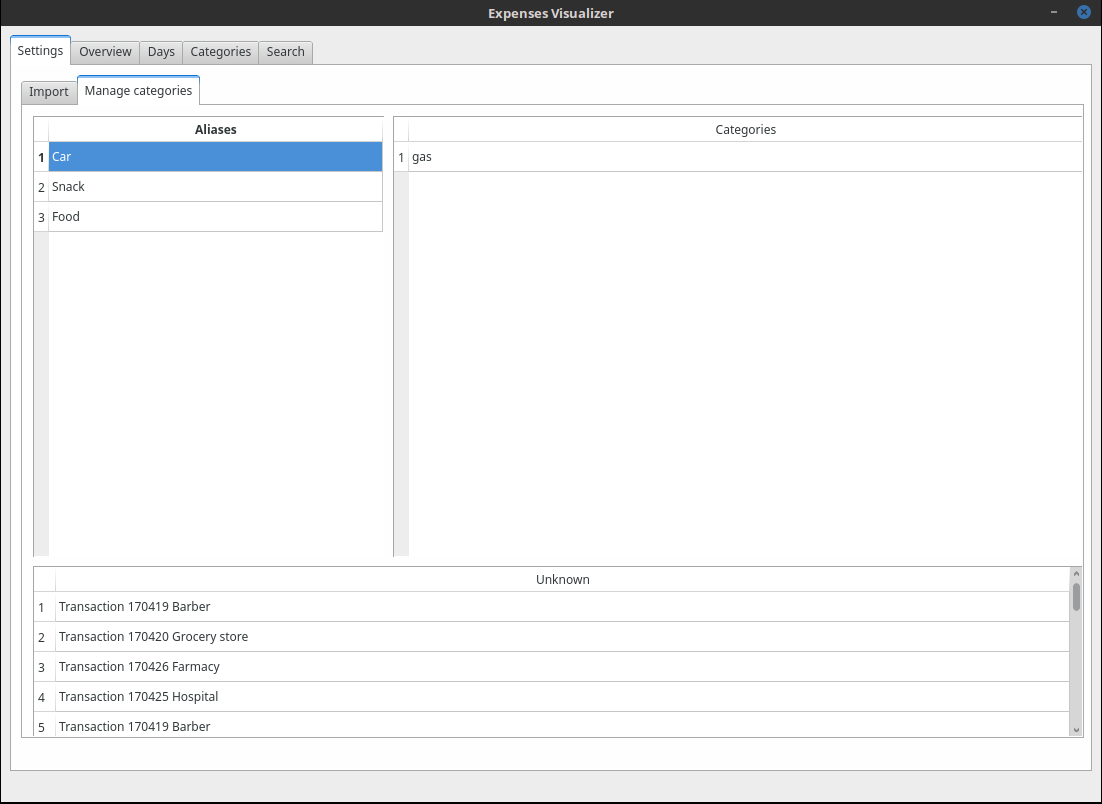 Expenses Visualizer
Settings Overview Days Categories Search
Import Manage categories
Aliases
1 Car
2 Snack
3 Food
Categories
1 gas
Unknown
1 Transaction 170419 Barber
2 Transaction 170420 Grocery store
3 Transaction 170426 Farmacy
4 Transaction 170425 Hospital
5 Transaction 170419 Barber